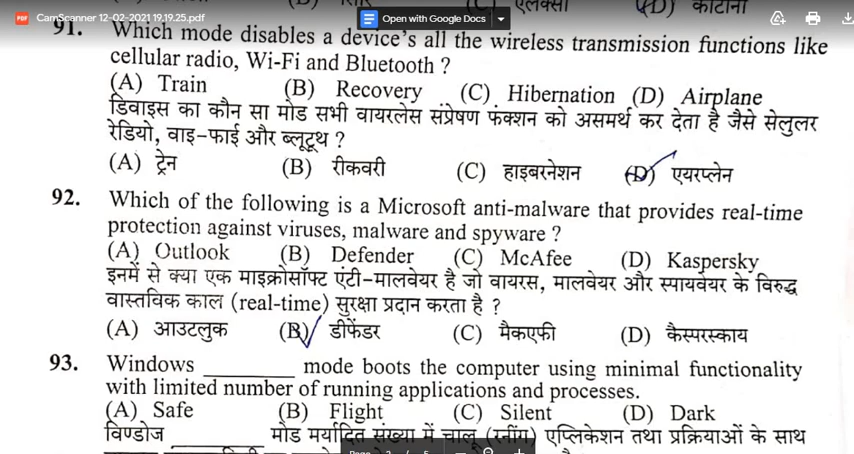 CamScanner 12-02-2021 19.19.25.pdf
Open with Google Docs
91. Which mode disables a device's all the wireless transmission functions like
cellular radio, Wi-Fi and Bluetooth ?
(A) Train (B) Recovery (C) Hibernation (D) Airplane
डिवाइस का कौन सा मोड सभी वायरलेस संप्रेषण फंक्शन को असमर्थ कर देता है जैसे सेलुलर
रेडियो, वाइ-फाई और ब्लूटूथ ?
(A) ट्रेन (B) रीकवरी (C) हाइबरनेशन (D) एयरप्लेन
92. Which of the following is a Microsoft anti-malware that provides real-time
protection against viruses, malware and spyware ?
(A) Outlook (B) Defender (C) McAfee (D) Kaspersky
इनमें से क्या एक माइक्रोसॉफ्ट एंटी-मालवेयर है जो वायरस, मालवेयर और स्पायवेयर के विरुद्ध
वास्तविक काल (real-time) सुरक्षा प्रदान करता है ?
(A) आउटलुक (B) डीफेंडर (C) मैकएफी (D) कैस्परस्काय
93. Windows ________ mode boots the computer using minimal functionality
with limited number of running applications and processes.
(A) Safe (B) Flight (C) Silent (D) Dark
विण्डोज ________ मोड मर्यादित संख्या में चालू (रनींग) एप्लिकेशन तथा प्रक्रियाओं के साथ